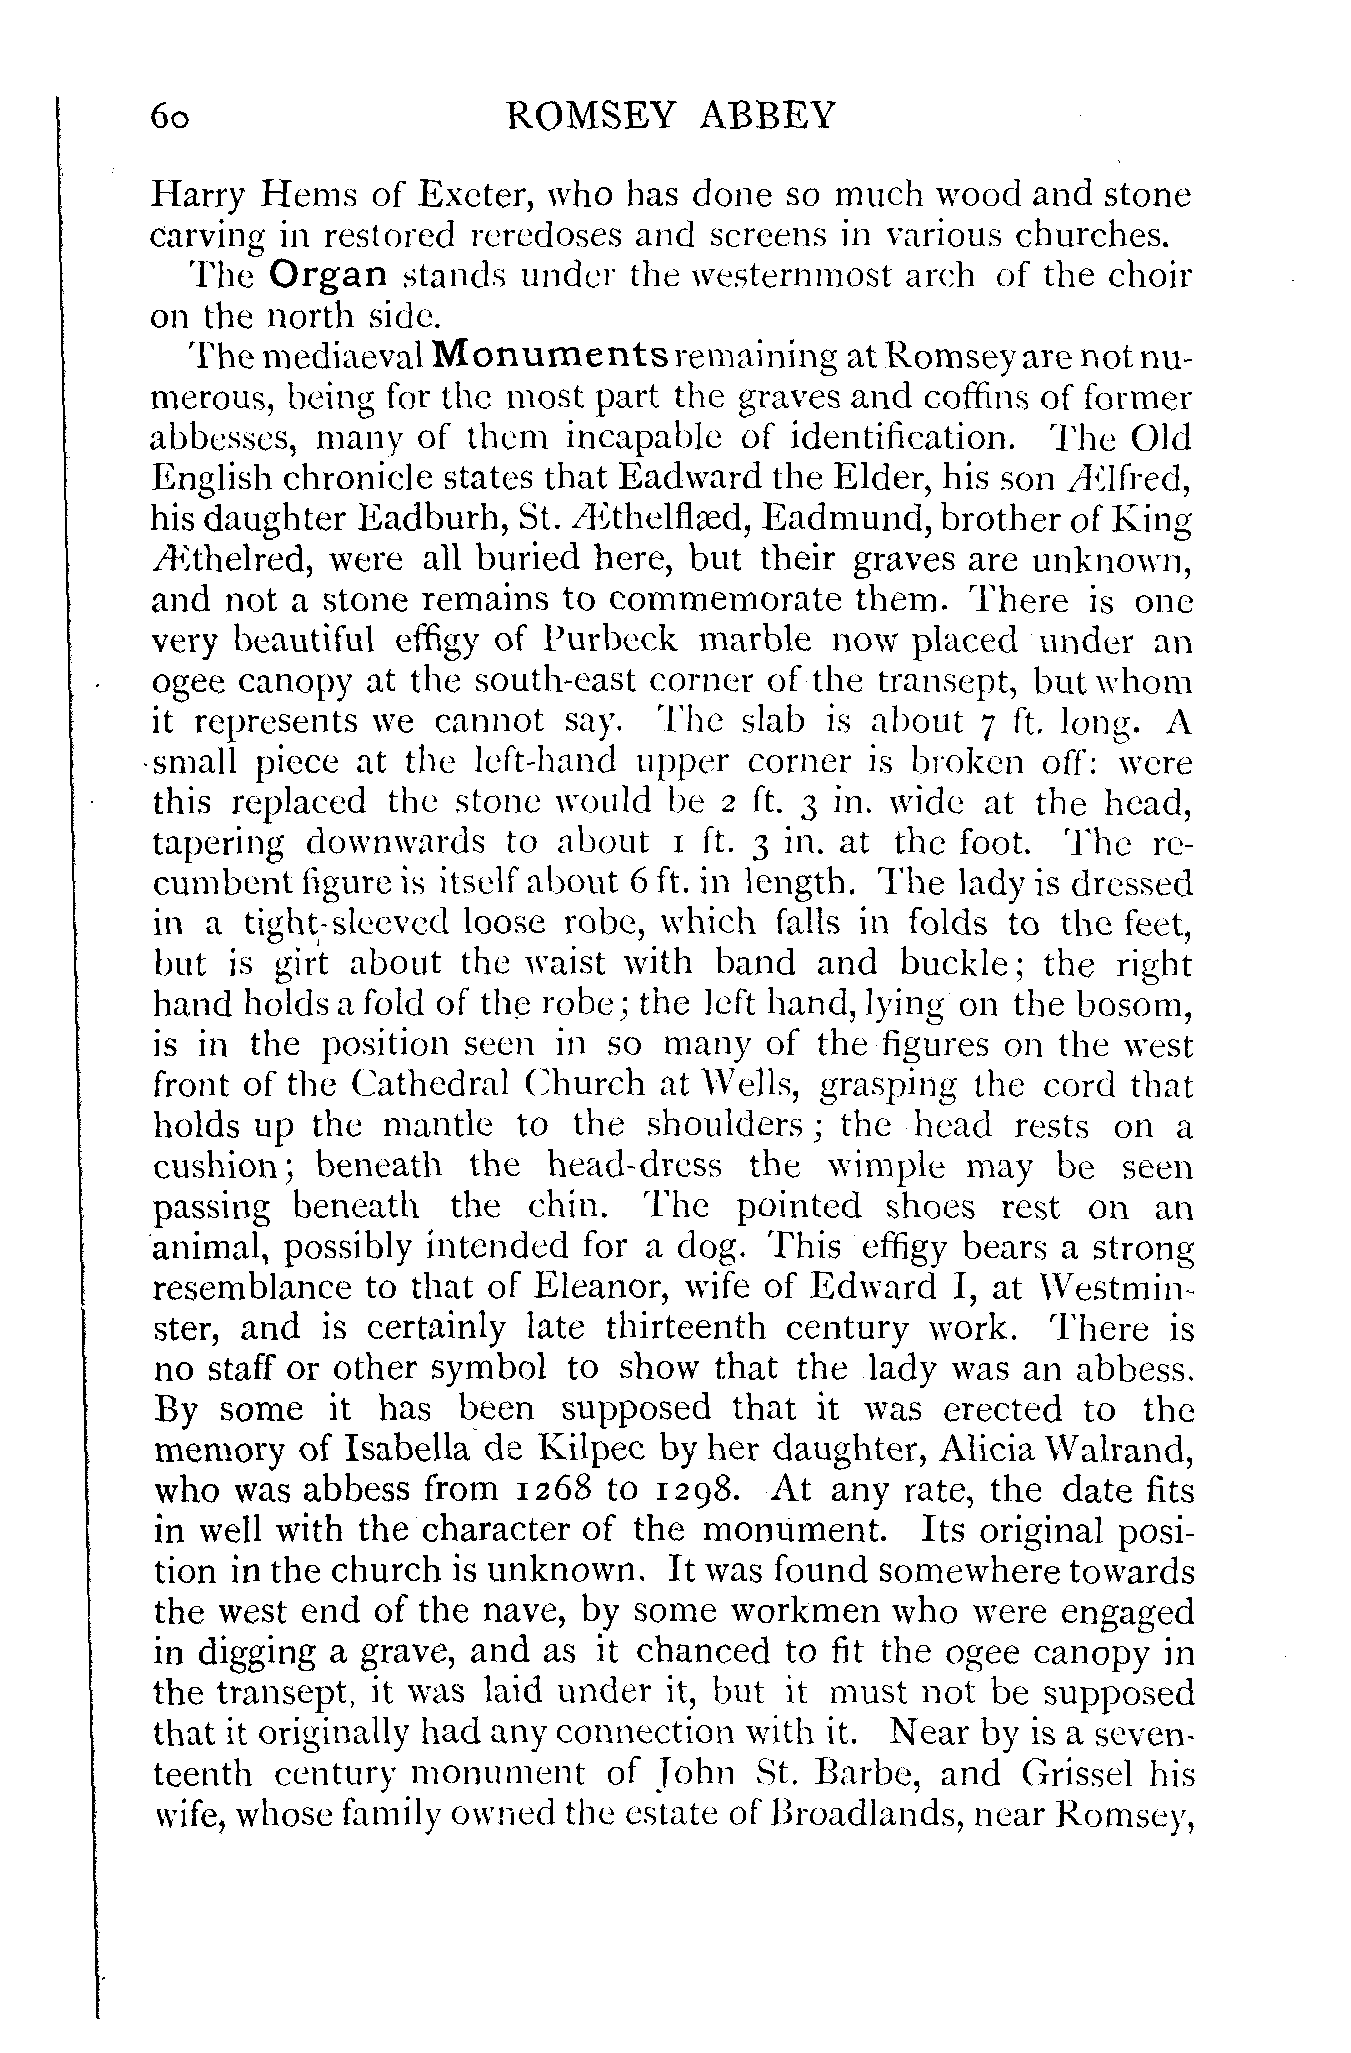 60 ROMSEY ABBEY
Harry Hems of Exeter, who has done so much wood and stone
carving in restored reredoses and screens in various churches.
The Organ stands under the westernmost arch of the choir
on the north side.
The mediaeval Monuments remaining at Romsey are not nu-
merous, being for the most part the graves and coffins of former
abbesses, many of them incapable of identification. The Old
English chronicle states that Eadward the Elder, his son Ælfred,
his daughter Eadburh, St. Æthelflæd, Eadmund, brother of King
Æthelred, were all buried here, but their graves are unknown,
and not a stone remains to commemorate them. There is one
very beautiful effigy of Purbeck marble now placed under an
ogee canopy at the south-east corner of the transept, but whom
it represents we cannot say. The slab is about 7 ft. long. A
small piece at the left-hand upper corner is broken off: were
this replaced the stone would be 2 ft. 3 in. wide at the head,
tapering downwards to about 1 ft. 3 in. at the foot. The re-
cumbent figure is itself about 6 ft. in length. The lady is dressed
in a tight-sleeved loose robe, which falls in folds to the feet,
but is girt about the waist with band and buckle; the right
hand holds a fold of the robe; the left hand, lying on the bosom,
is in the position seen in so many of the figures on the west
front of the Cathedral Church at Wells, grasping the cord that
holds up the mantle to the shoulders; the head rests on a
cushion; beneath the head-dress the wimple may be seen
passing beneath the chin. The pointed shoes rest on an
animal, possibly intended for a dog. This effigy bears a strong
resemblance to that of Eleanor, wife of Edward I, at Westmin-
ster, and is certainly late thirteenth century work. There is
no staff or other symbol to show that the lady was an abbess.
By some it has been supposed that it was erected to the
memory of Isabella de Kilpec by her daughter, Alicia Walrand,
who was abbess from 1268 to 1298. At any rate, the date fits
in well with the character of the monument. Its original posi-
tion in the church is unknown. It was found somewhere towards
the west end of the nave, by some workmen who were engaged
in digging a grave, and as it chanced to fit the ogee canopy in
the transept, it was laid under it, but it must not be supposed
that it originally had any connection with it. Near by is a seven-
teenth century monument of John St. Barbe, and Grissel his
wife, whose family owned the estate of Broadlands, near Romsey,